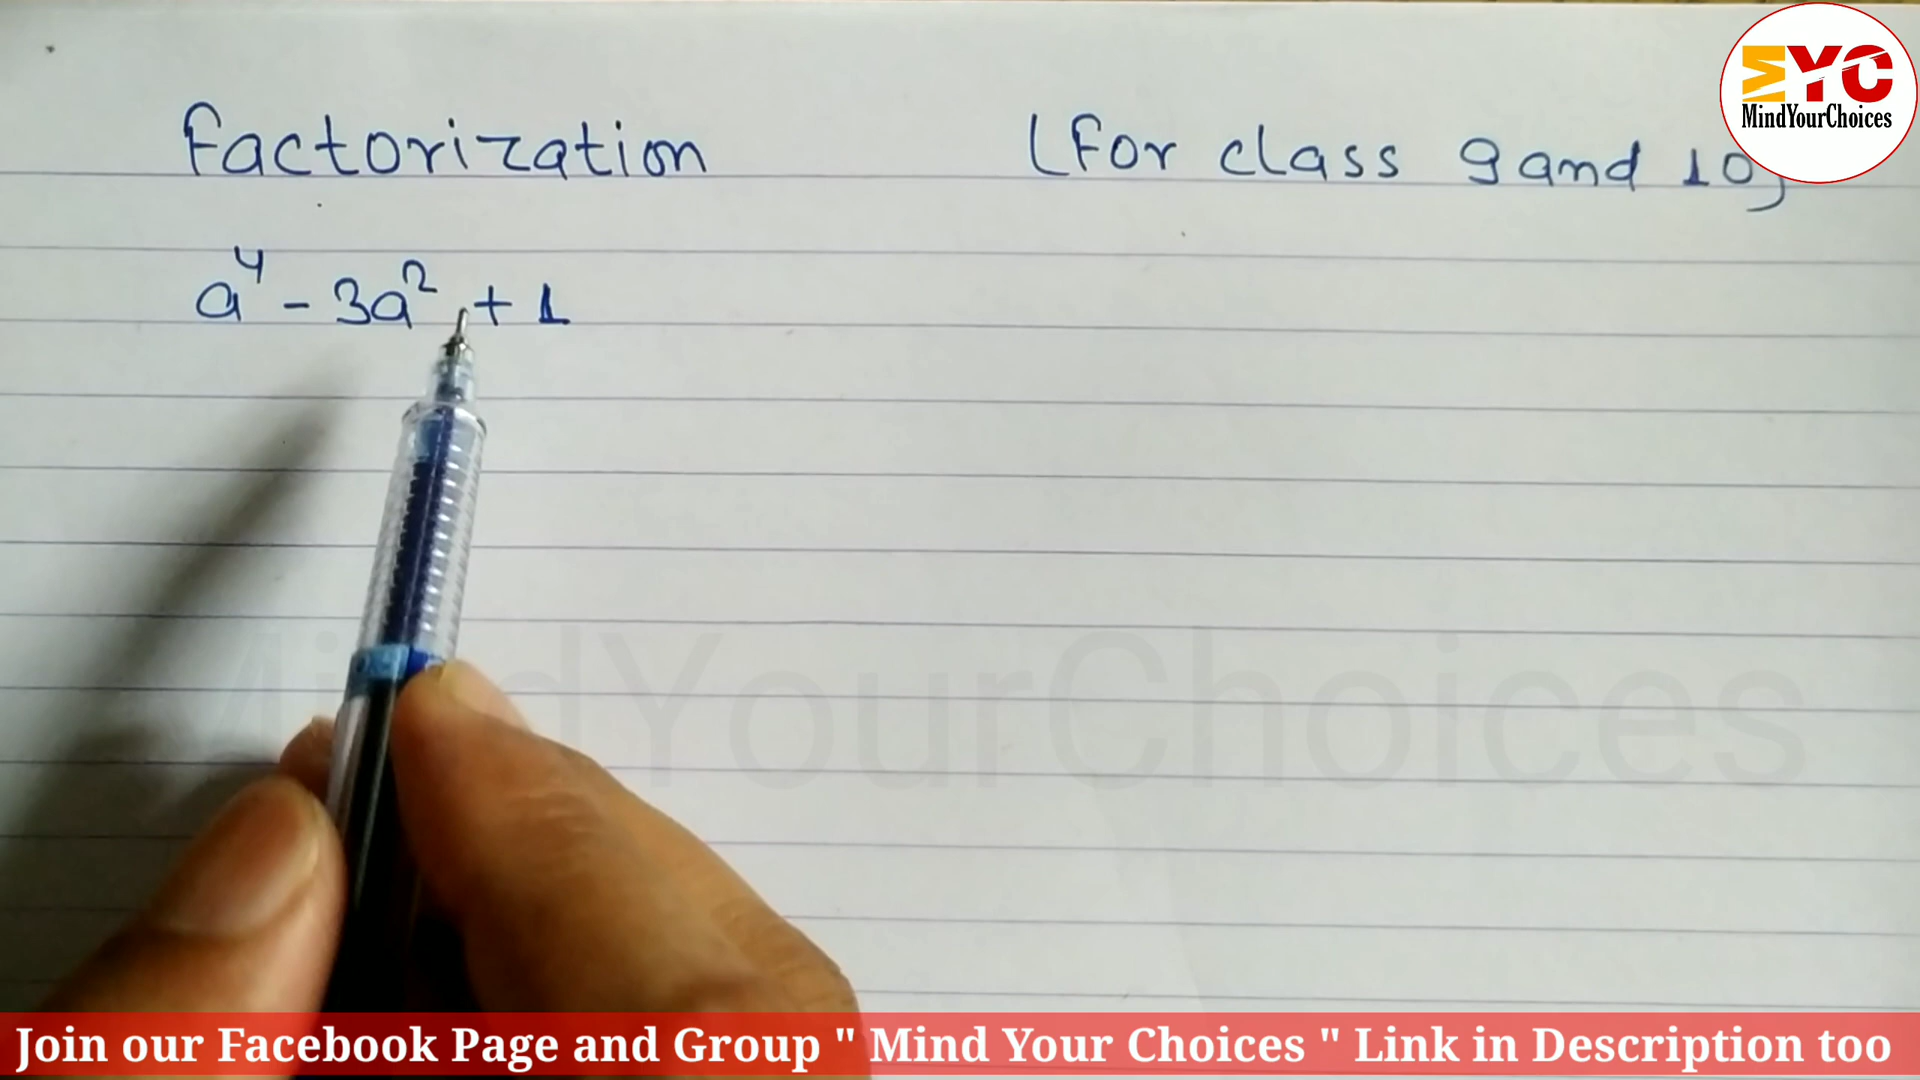 MYC
MindYourChoices
Factorization (For class 9 and 10)
a⁴ - 3a² + 1
MindYourChoices
Join our Facebook Page and Group " Mind Your Choices " Link in Description too